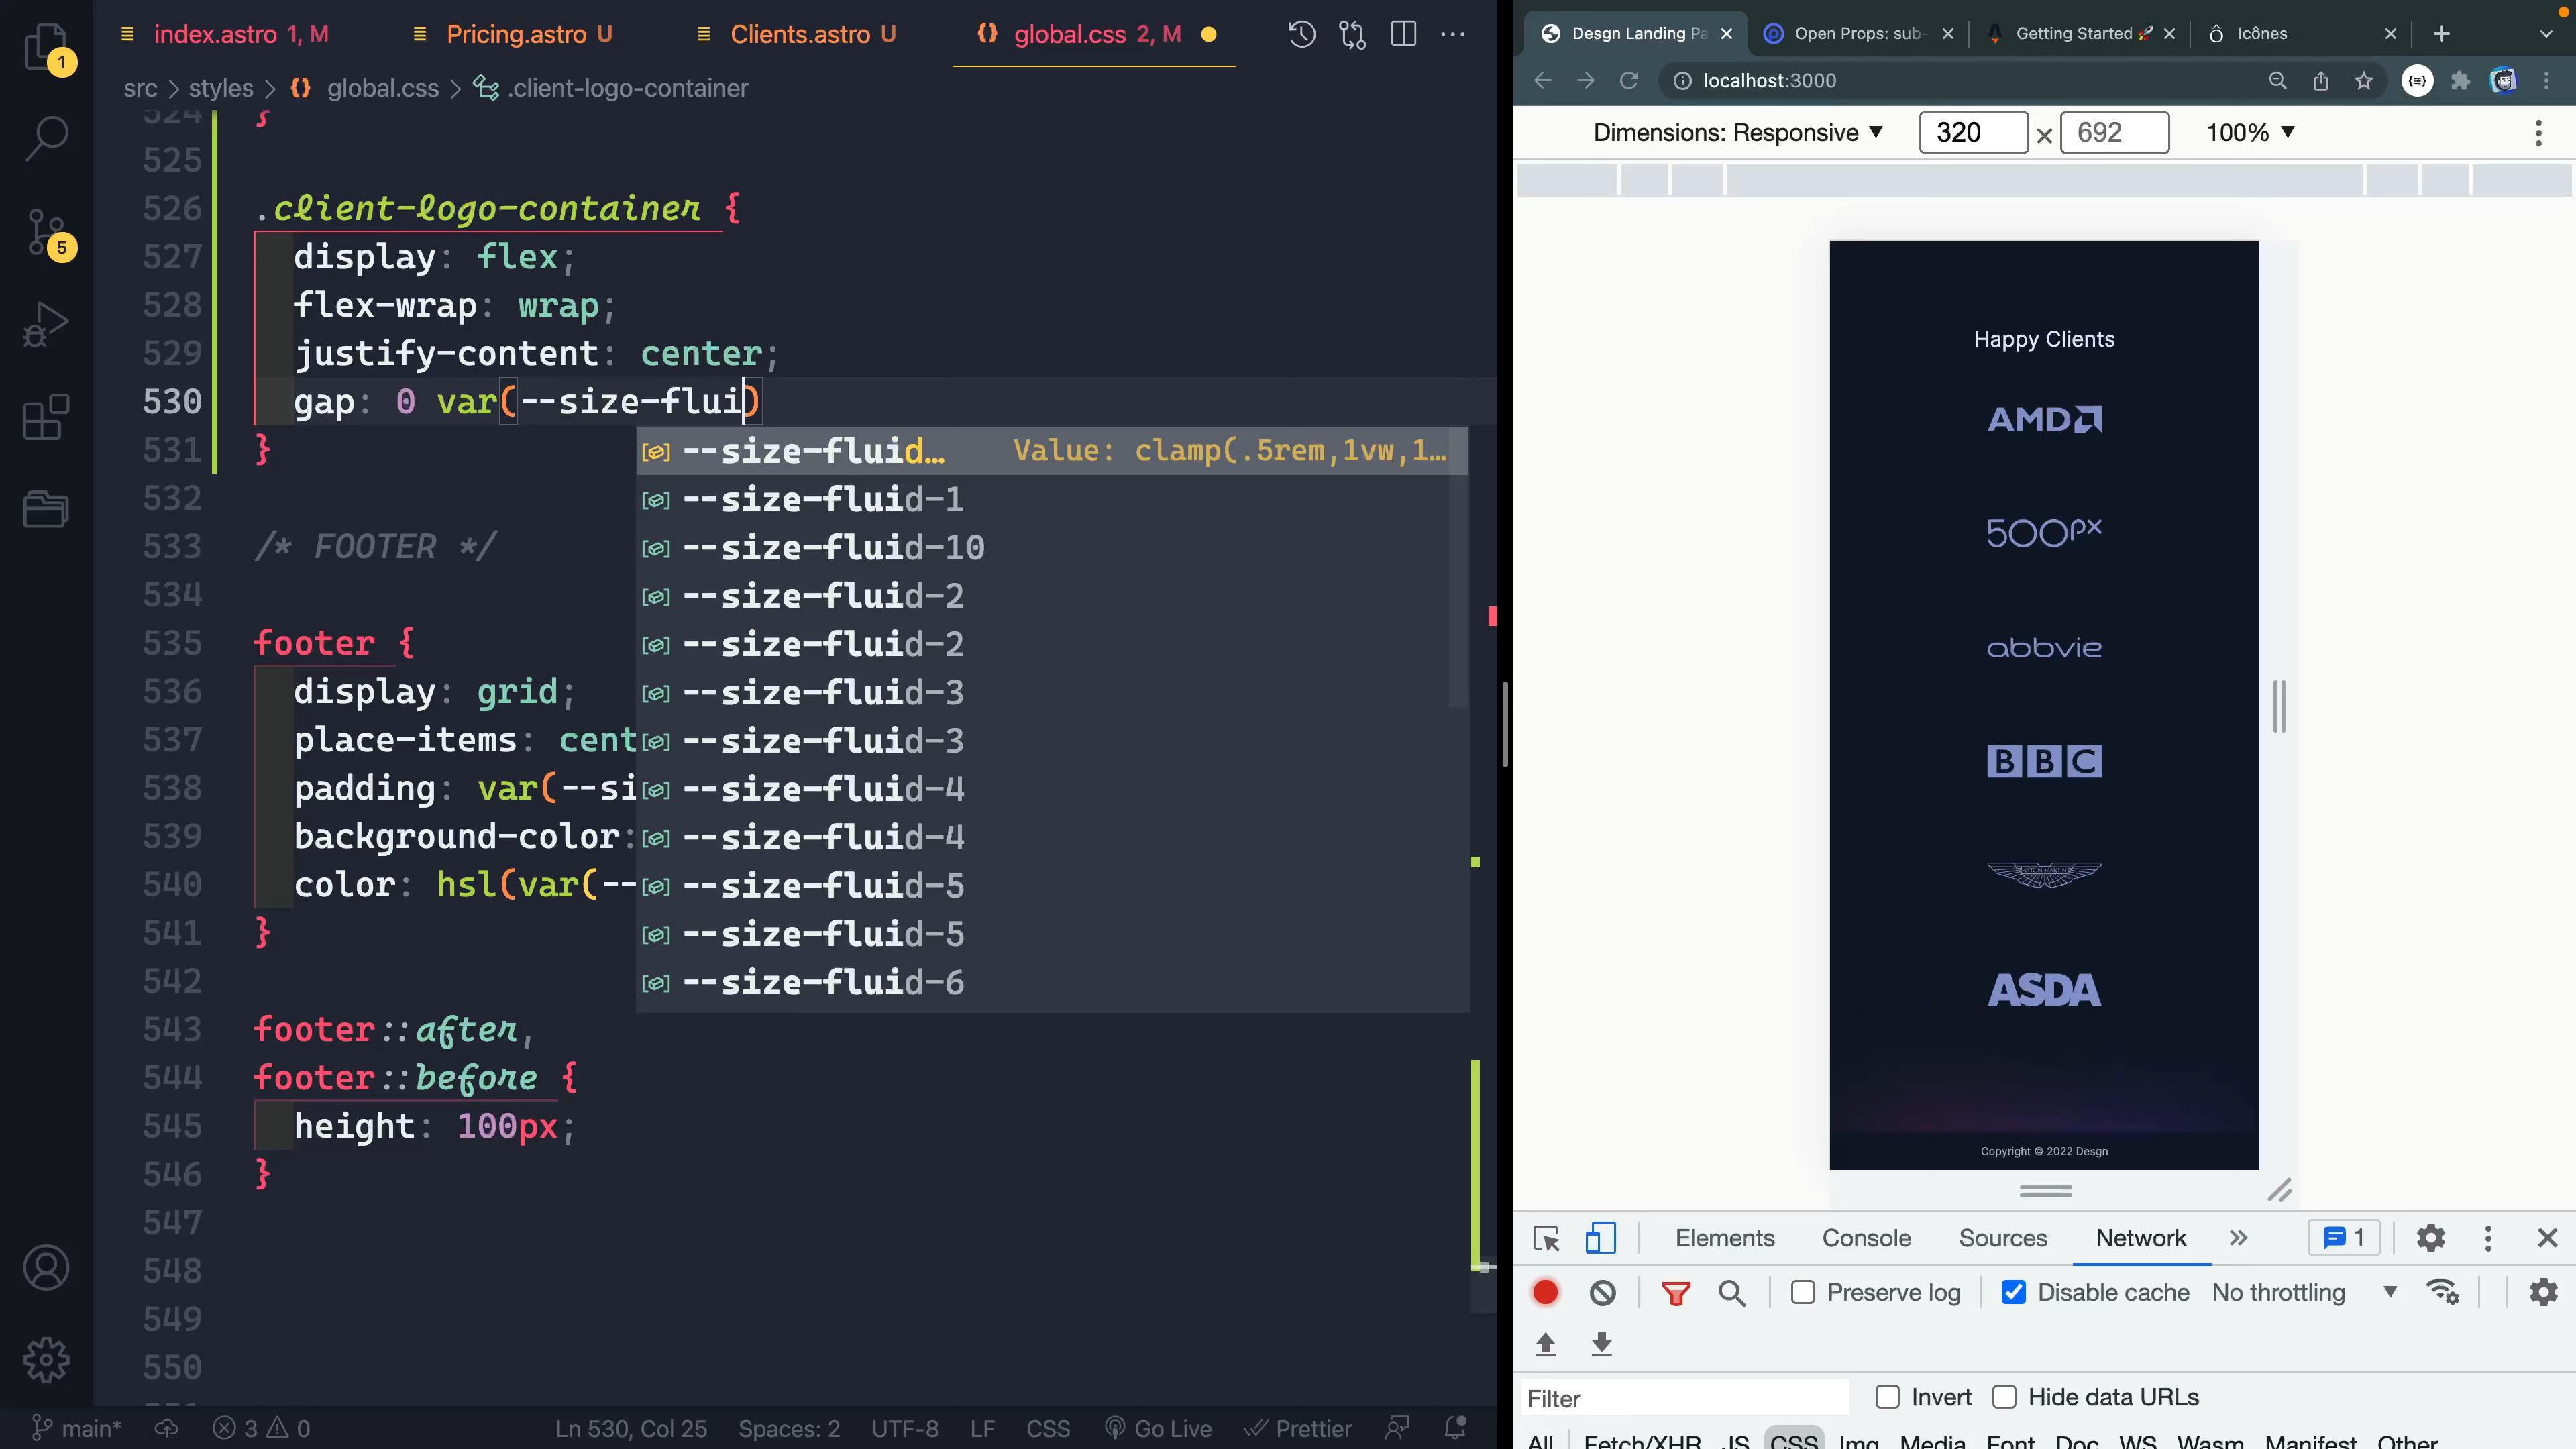 index.astro 1, M
Pricing.astro U
Clients.astro U
global.css 2, M
src > styles > {} global.css > .client-logo-container
524 }
525
526 .client-logo-container {
527 display: flex;
528 flex-wrap: wrap;
529 justify-content: center;
530 gap: 0 var(--size-flui)
531 }
532
533 /* FOOTER */
534
535 footer {
536 display: grid;
537 place-items: cent
538 padding: var(--si
539 background-color:
540 color: hsl(var(--
541 }
542
543 footer::after,
544 footer::before {
545 height: 100px;
546 }
547
548
549
550
--size-fluid… Value: clamp(.5rem,1vw,1…
--size-fluid-1
--size-fluid-10
--size-fluid-2
--size-fluid-2
--size-fluid-3
--size-fluid-3
--size-fluid-4
--size-fluid-4
--size-fluid-5
--size-fluid-5
--size-fluid-6
1
5
main* 3 0 Ln 530, Col 25 Spaces: 2 UTF-8 LF CSS Go Live Prettier
Desgn Landing Pa
Open Props: sub-
Getting Started 🚀
Icônes
localhost:3000
Dimensions: Responsive 320 × 692 100%
Happy Clients
AMD
500px
abbvie
BBC
ASTON MARTIN
ASDA
Copyright © 2022 Desgn
Elements Console Sources Network » 1
Preserve log Disable cache No throttling
Filter Invert Hide data URLs
All Fetch/XHR JS CSS Img Media Font Doc WS Wasm Manifest Other